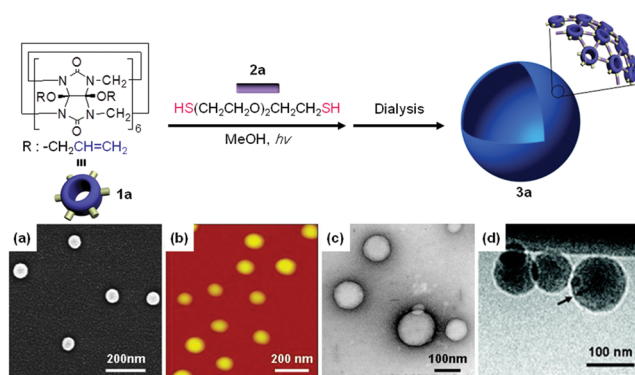 O
N N CH₂
RO OR
N N CH₂
O
6
R : -CH₂CH=CH₂
III
1a
2a
HS(CH₂CH₂O)₂CH₂CH₂SH
MeOH, hν
Dialysis
3a
(a)
200nm
(b)
200 nm
(c)
100nm
(d)
100 nm